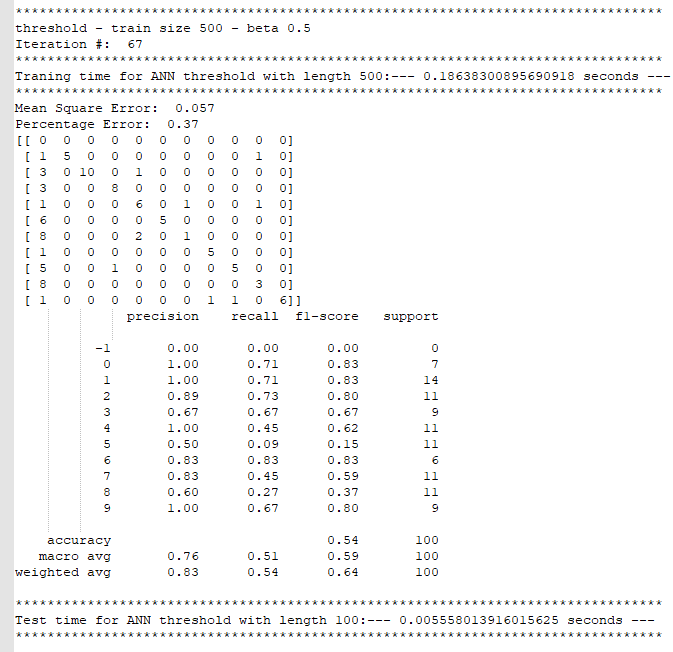 *********************************************************************************
threshold - train size 500 - beta 0.5
Iteration #:  67
*********************************************************************************
Traning time for ANN threshold with length 500:--- 0.18638300895690918 seconds ---
*********************************************************************************
Mean Square Error:  0.057
Percentage Error:  0.37
[[ 0  0  0  0  0  0  0  0  0  0  0]
 [ 1  5  0  0  0  0  0  0  0  1  0]
 [ 3  0 10  0  1  0  0  0  0  0  0]
 [ 3  0  0  8  0  0  0  0  0  0  0]
 [ 1  0  0  0  6  0  1  0  0  1  0]
 [ 6  0  0  0  0  5  0  0  0  0  0]
 [ 8  0  0  0  2  0  1  0  0  0  0]
 [ 1  0  0  0  0  0  0  5  0  0  0]
 [ 5  0  0  1  0  0  0  0  5  0  0]
 [ 8  0  0  0  0  0  0  0  0  3  0]
 [ 1  0  0  0  0  0  0  1  1  0  6]]
              precision    recall  f1-score   support
          -1       0.00      0.00      0.00         0
           0       1.00      0.71      0.83         7
           1       1.00      0.71      0.83        14
           2       0.89      0.73      0.80        11
           3       0.67      0.67      0.67         9
           4       1.00      0.45      0.62        11
           5       0.50      0.09      0.15        11
           6       0.83      0.83      0.83         6
           7       0.83      0.45      0.59        11
           8       0.60      0.27      0.37        11
           9       1.00      0.67      0.80         9
    accuracy                           0.54       100
   macro avg       0.76      0.51      0.59       100
weighted avg       0.83      0.54      0.64       100
*********************************************************************************
Test time for ANN threshold with length 100:--- 0.005558013916015625 seconds ---
*********************************************************************************